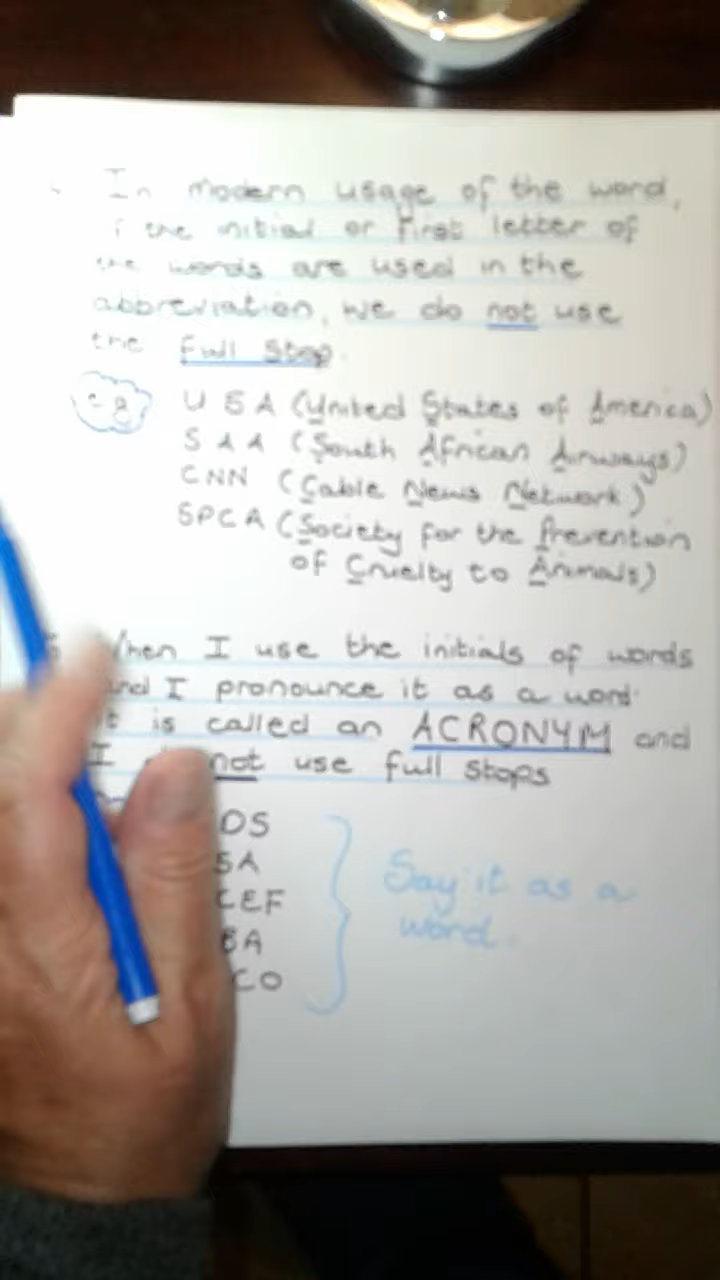 In modern usage of the word,
if the initial or first letter of
the words are used in the
abbreviation, we do not use
the full stop.
eg USA (United States of America)
SAA (South African Airways)
CNN (Cable News Network)
SPCA (Society for the Prevention
of Cruelty to Animals)
When I use the initials of words
and I pronounce it as a word
it is called an ACRONYM and
I not use full stops
DS
SA
CEF
BA
CO
Say it as a
word.